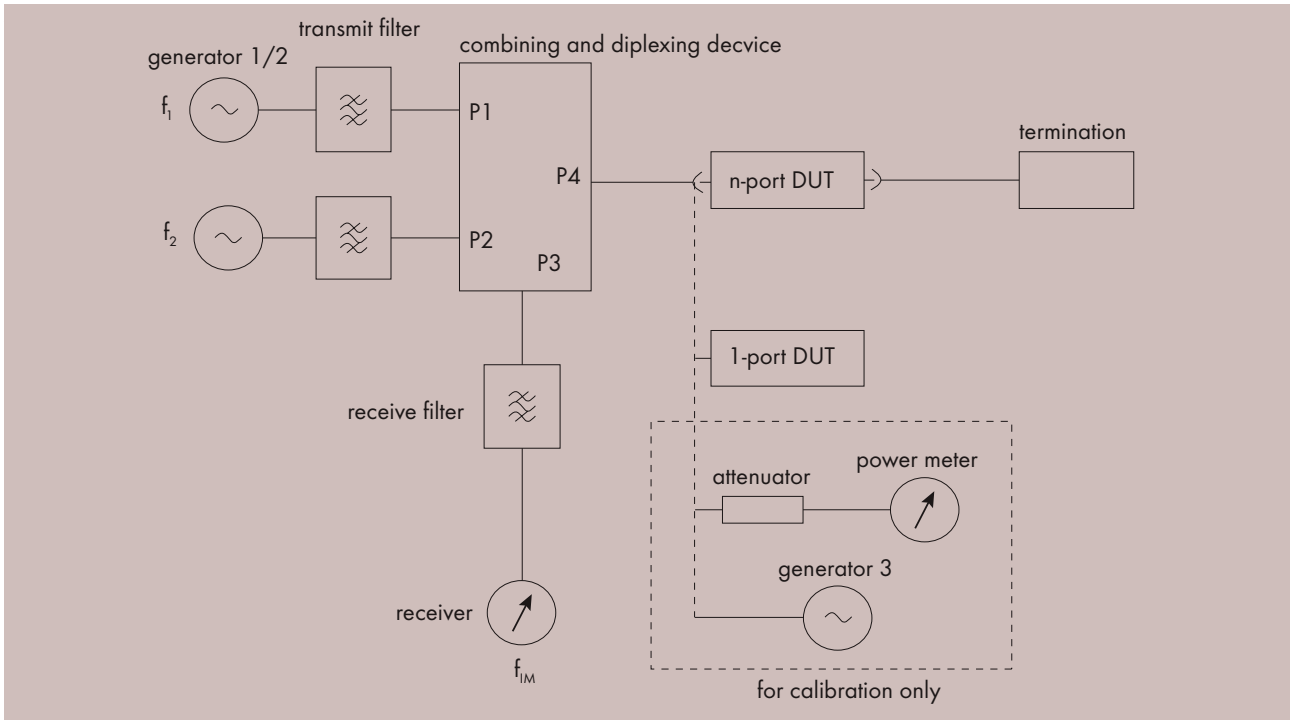 transmit filter
generator 1/2
combining and diplexing decvice
f₁
P1
termination
P4
n-port DUT
f₂
P2
P3
1-port DUT
receive filter
power meter
attenuator
generator 3
receiver
f_IM
for calibration only